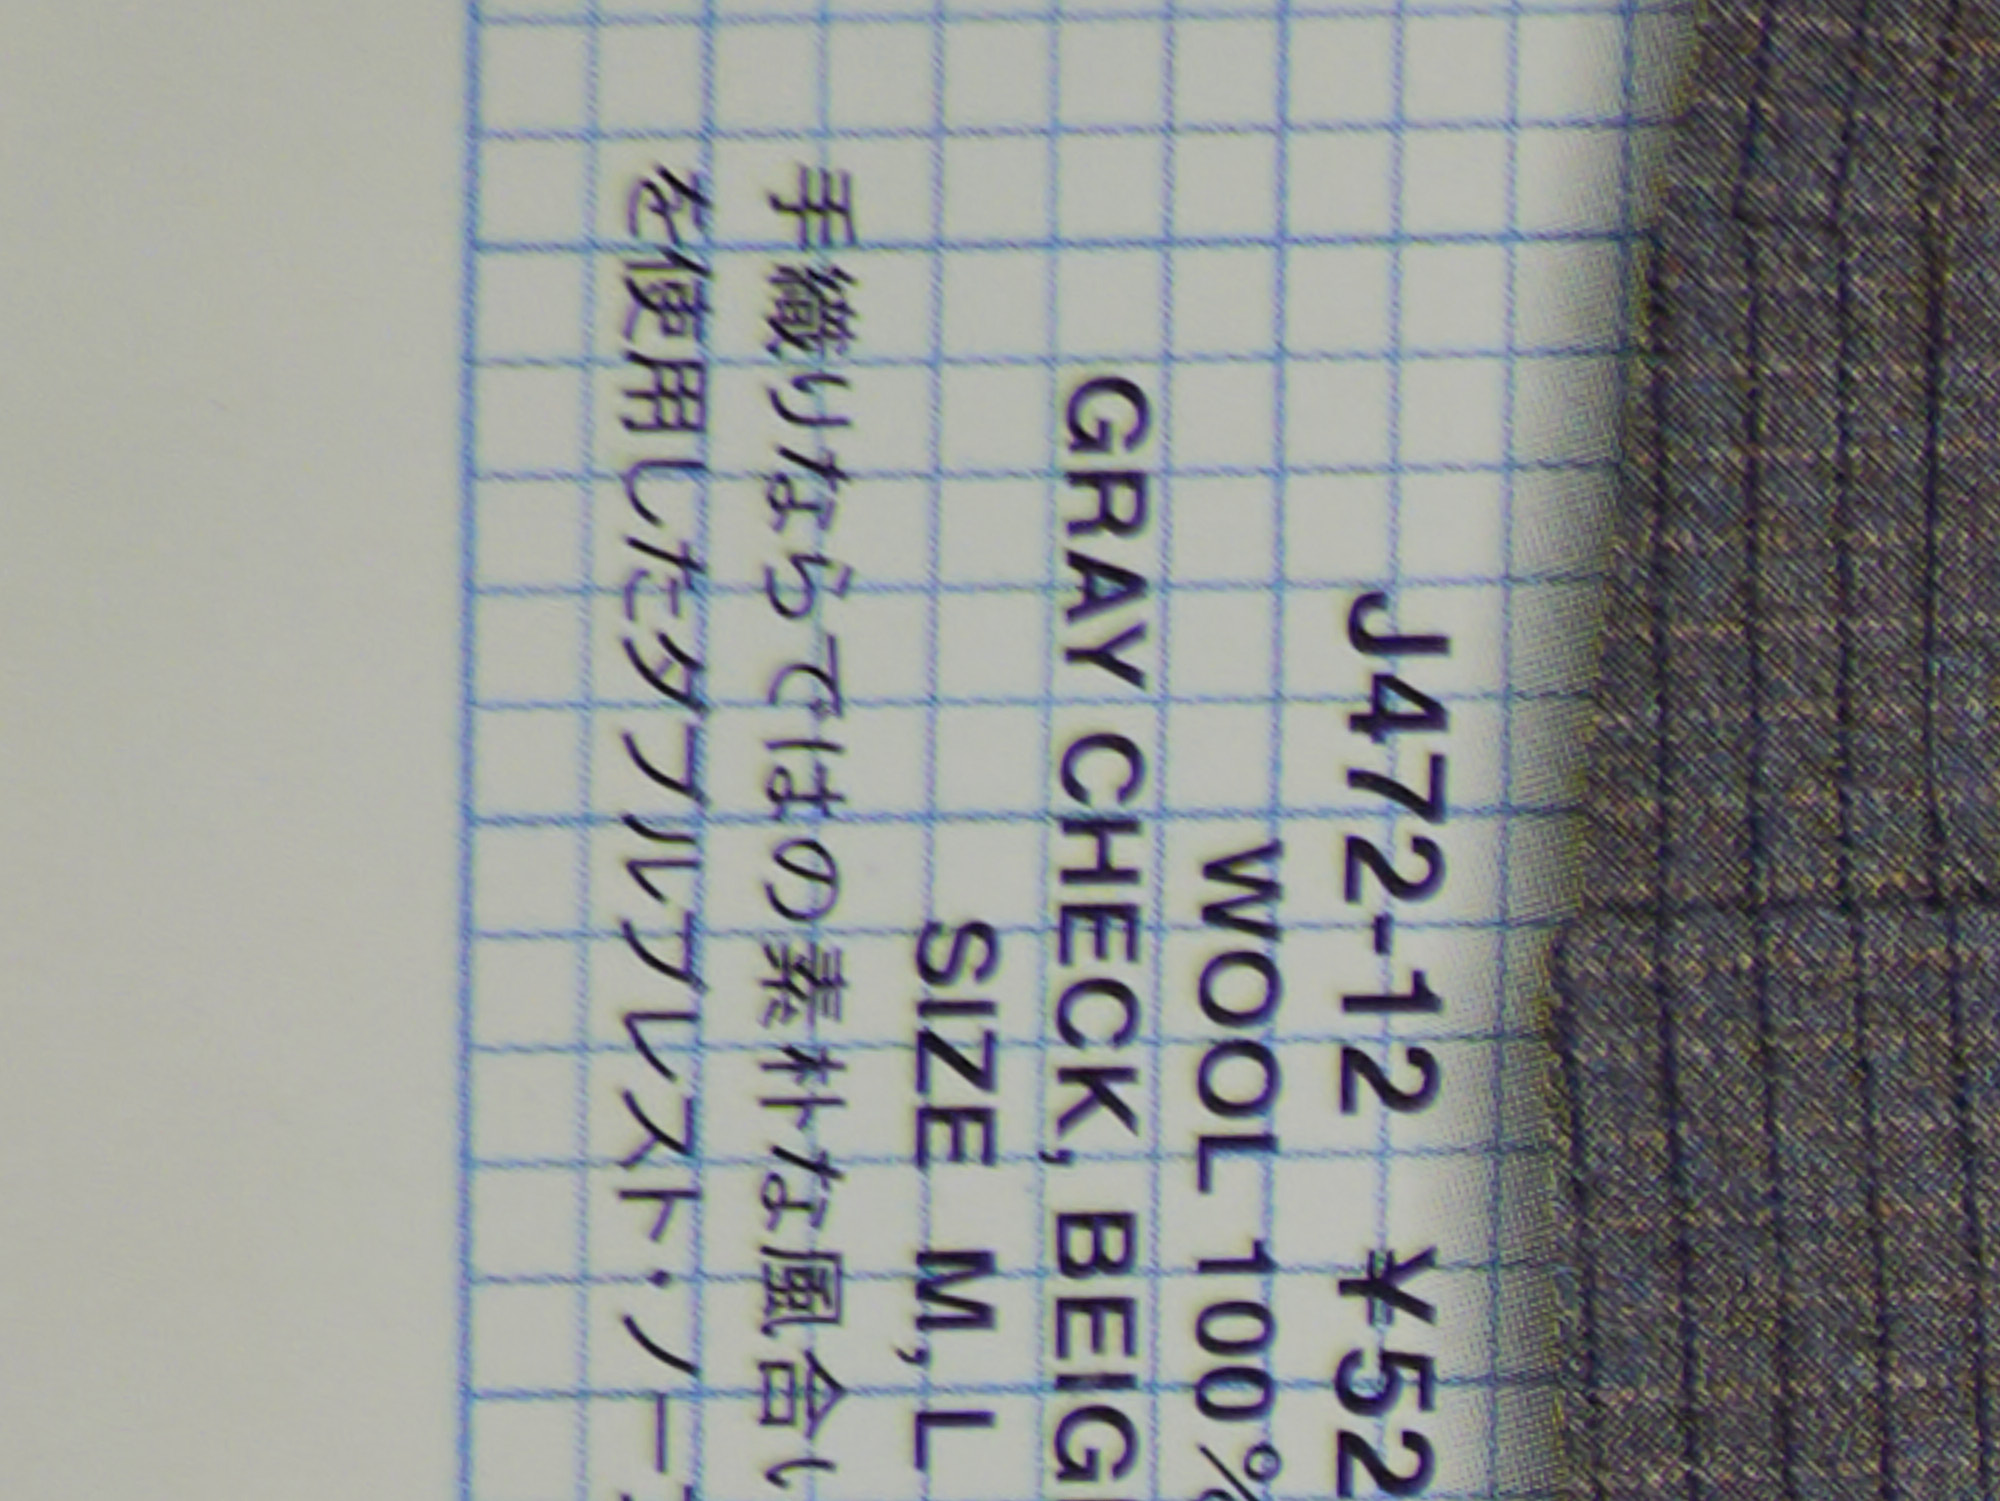 J472-12 ¥52
WOOL 100%
GRAY CHECK, BEIG
SIZE M,L
手織りならではの素朴な風合い
を使用したダブルブレスト・ノー